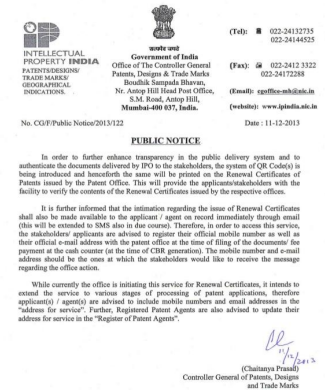 INTELLECTUAL
PROPERTY INDIA
PATENTS/DESIGNS/
TRADE MARKS/
GEOGRAPHICAL
INDICATIONS.
सत्यमेव जयते
Government of India
Office of The Controller General
Patents, Designs & Trade Marks
Boudhik Sampada Bhavan,
Nr. Antop Hill Head Post Office,
S.M. Road, Antop Hill,
Mumbai-400 037, India.
(Tel): 022-24132735
022-24144525
(Fax): 022-2412 3322
022-24172288
(Email): cgoffice-mh@nic.in
(website): www.ipindia.nic.in
No. CG/F/Public Notice/2013/122
Date : 11-12-2013
PUBLIC NOTICE
In order to further enhance transparency in the public delivery system and to
authenticate the documents delivered by IPO to the stakeholders, the system of QR Code(s) is
being introduced and henceforth the same will be printed on the Renewal Certificates of
Patents issued by the Patent Office. This will provide the applicants/stakeholders with the
facility to verify the contents of the Renewal Certificates issued by the respective offices.
It is further informed that the intimation regarding the issue of Renewal Certificates
shall also be made available to the applicant / agent on record immediately through email
(this will be extended to SMS also in due course). Therefore, in order to access this service,
the stakeholders/ applicants are advised to register their official mobile number as well as
their official e-mail address with the patent office at the time of filing of the documents/ fee
payment at the cash counter (at the time of CBR generation). The mobile number and e-mail
address should be the ones at which the stakeholders would like to receive the message
regarding the office action.
While currently the office is initiating this service for Renewal Certificates, it intends to
extend the service to various stages of processing of patent applications, therefore
applicant(s) / agent(s) are advised to include mobile numbers and email addresses in the
"address for service". Further, Registered Patent Agents are also advised to update their
address for service in the "Register of Patent Agents".
11/12/2013
(Chaitanya Prasad)
Controller General of Patents, Designs
and Trade Marks